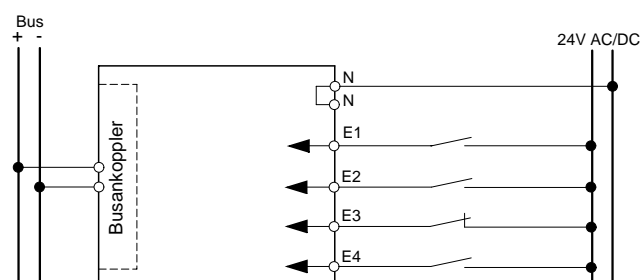 Bus
+ -
24V AC/DC
N
N
E1
Busankoppler
E2
E3
E4